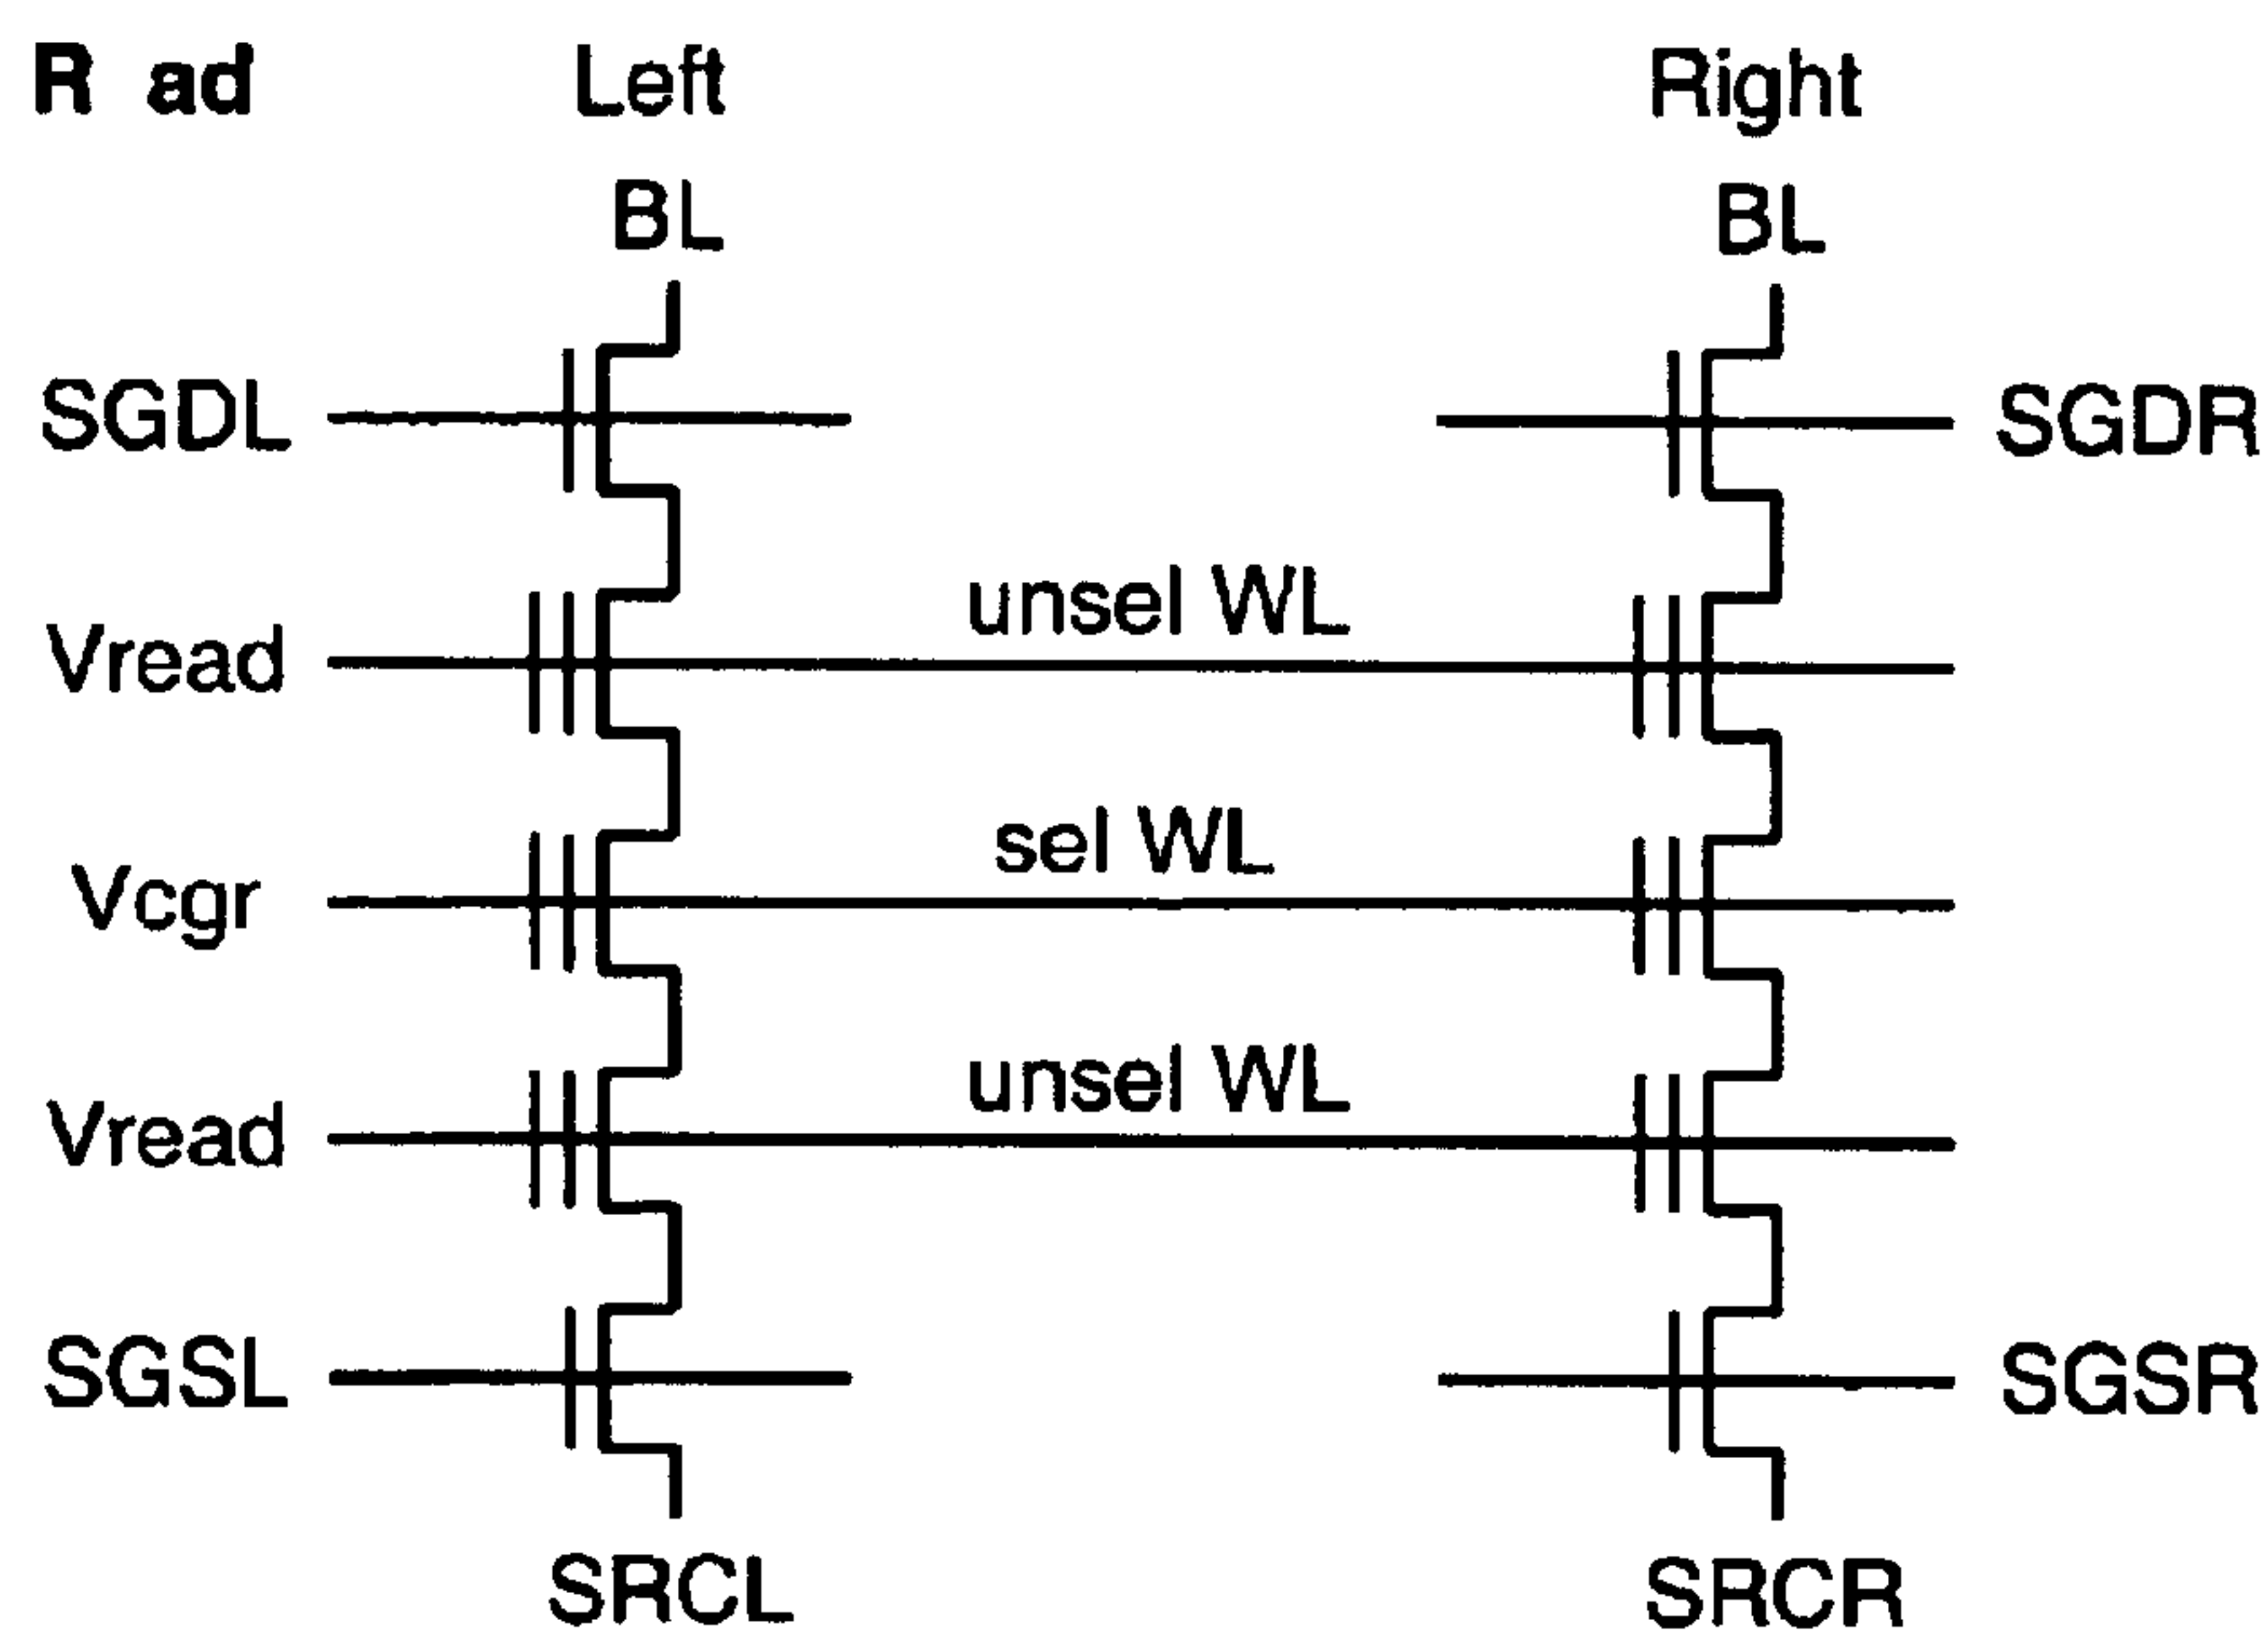 R ad Left Right
BL BL
SGDL SGDR
unsel WL
Vread
sel WL
Vcgr
unsel WL
Vread
SGSL SGSR
SRCL SRCR